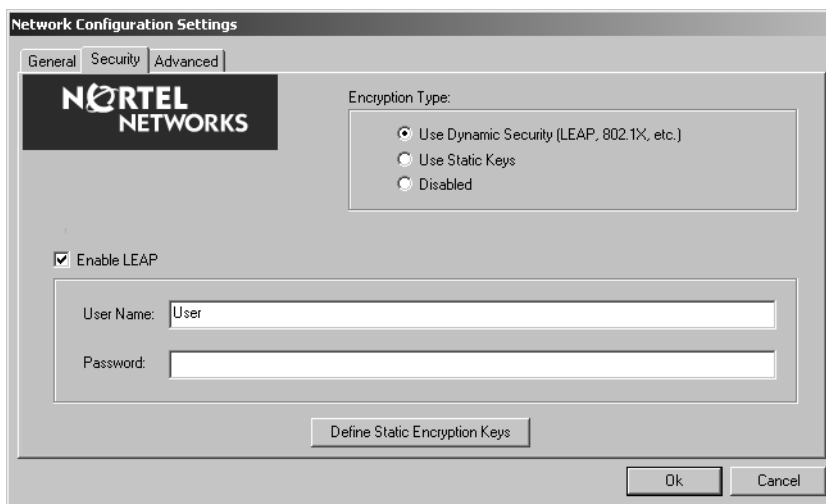 Network Configuration Settings
General Security Advanced
NORTEL
NETWORKS
Encryption Type:
Use Dynamic Security (LEAP, 802.1X, etc.)
Use Static Keys
Disabled
Enable LEAP
User Name: User
Password:
Define Static Encryption Keys
Ok Cancel